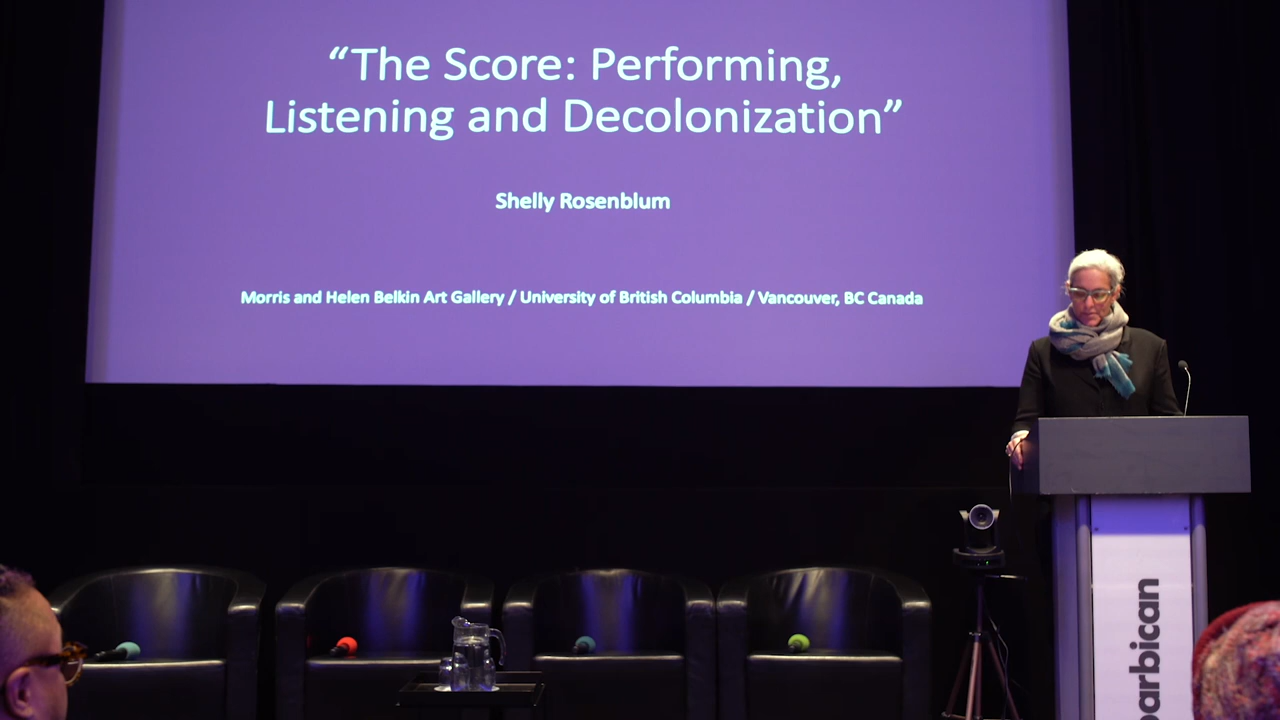 “The Score: Performing,
Listening and Decolonization”
Shelly Rosenblum
Morris and Helen Belkin Art Gallery / University of British Columbia / Vancouver, BC Canada
arbican